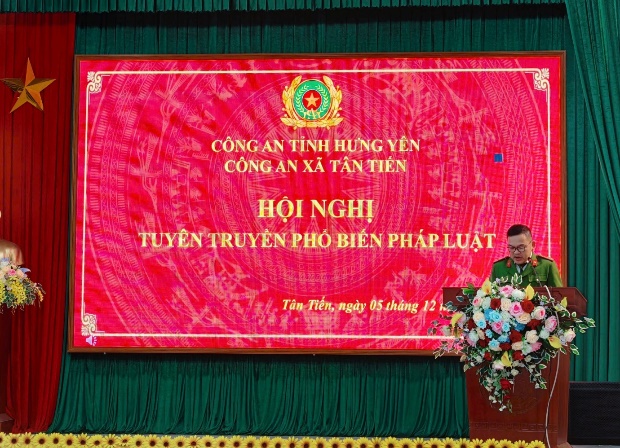 CÔNG AN TỈNH HƯNG YÊN
CÔNG AN XÃ TÂN TIẾN
HỘI NGHỊ
TUYÊN TRUYỀN PHỔ BIẾN PHÁP LUẬT
Tân Tiến, ngày 05 tháng 12